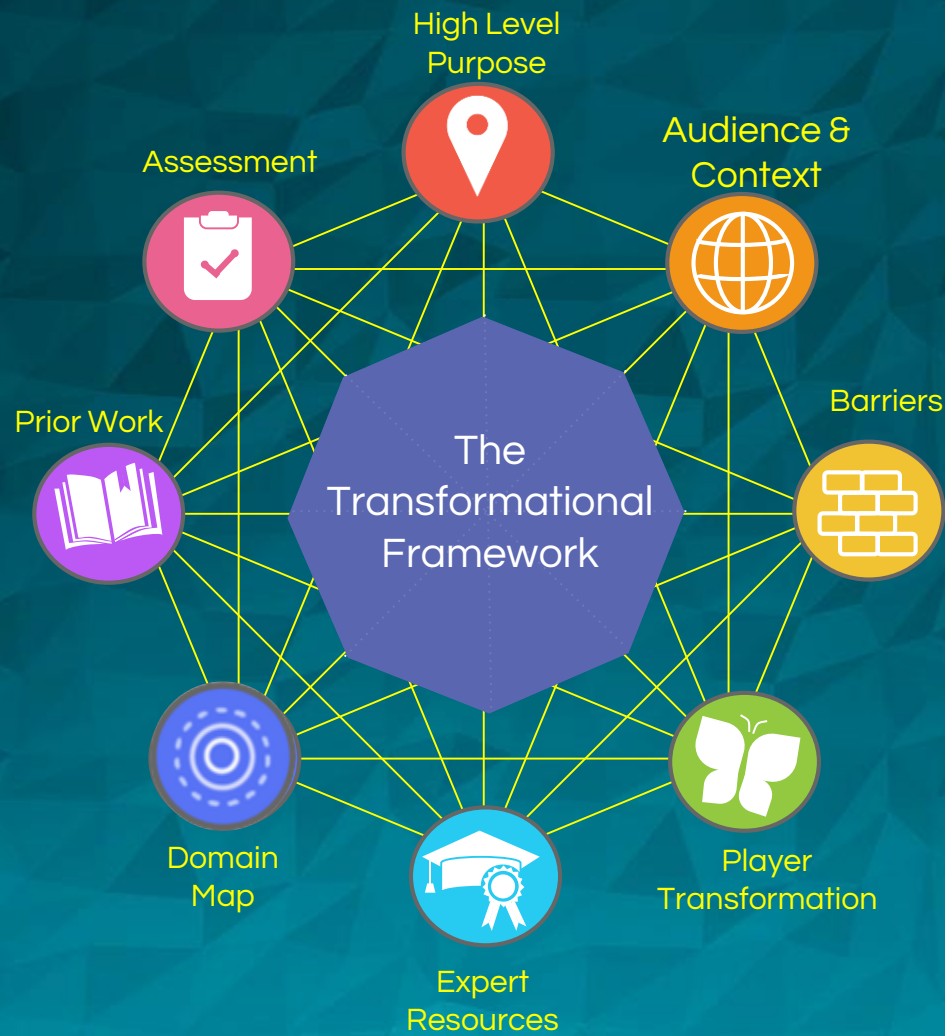 High Level
Purpose
Audience &
Context
Assessment
Barriers
Prior Work
The
Transformational
Framework
Domain
Map
Player
Transformation
Expert
Resources